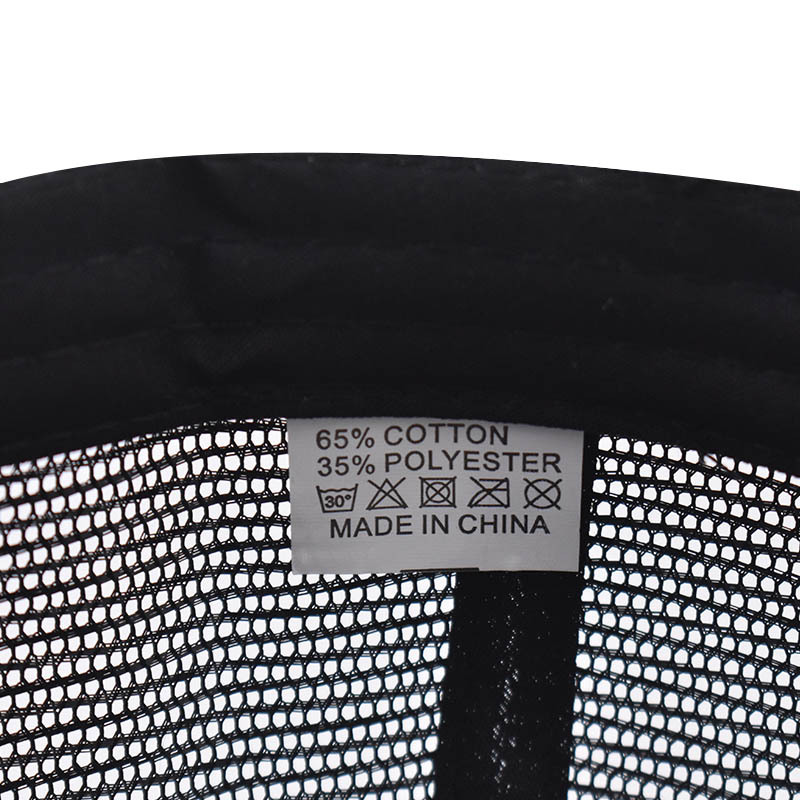 65% COTTON
35% POLYESTER
30°
MADE IN CHINA